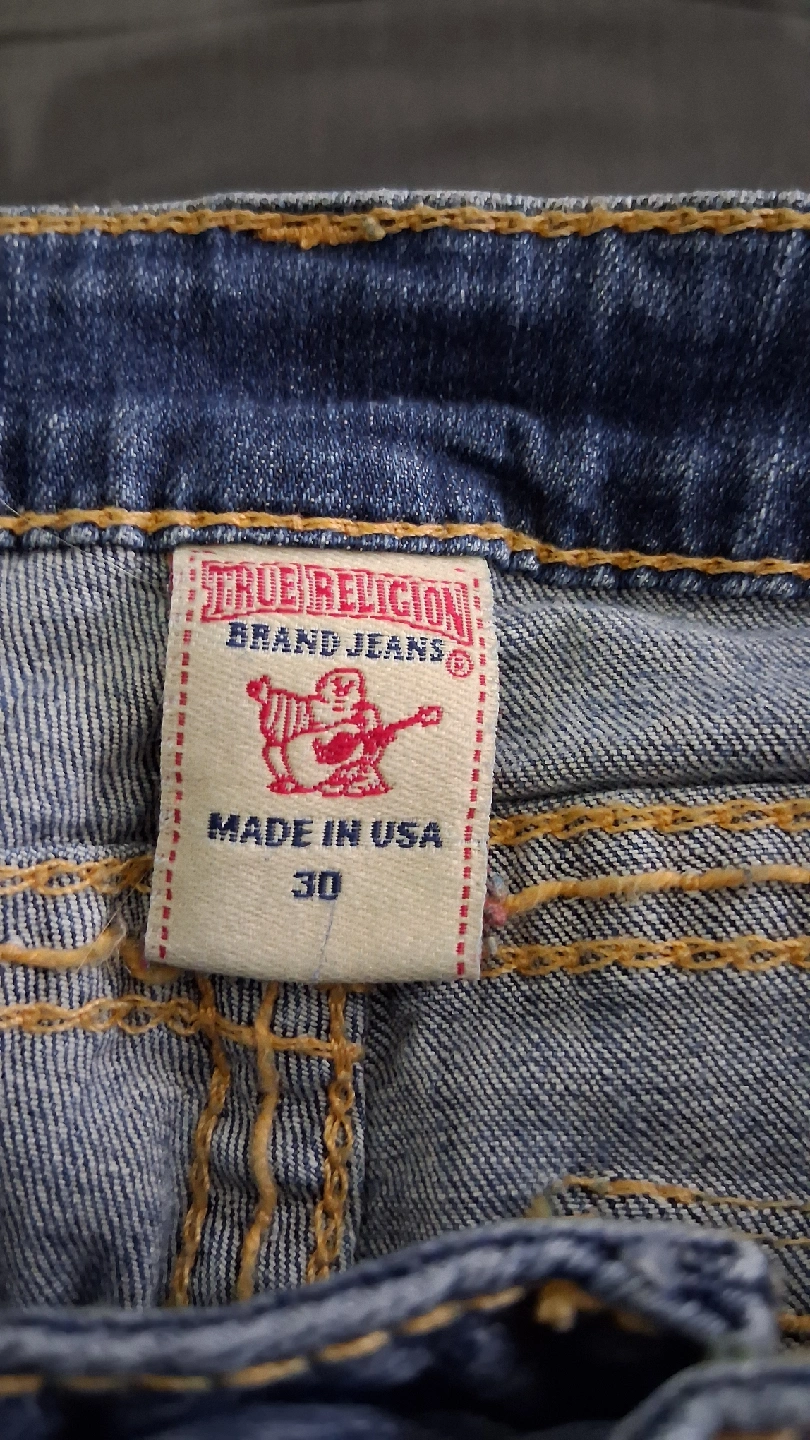 TRUE RELIGION
BRAND JEANS®
MADE IN USA
30